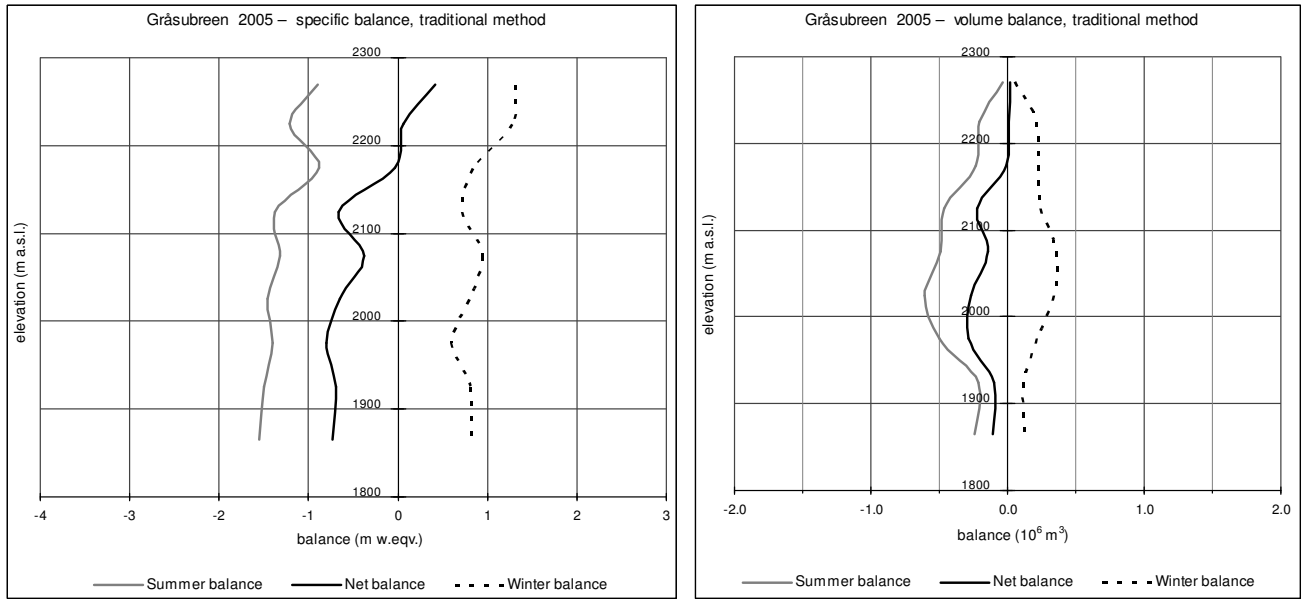 Gråsubreen 2005 – specific balance, traditional method
2300
2200
2100
2000
1900
1800
elevation (m a.s.l.)
-4 -3 -2 -1 0 1 2 3
balance (m w.eqv.)
Summer balance Net balance Winter balance
Gråsubreen 2005 – volume balance, traditional method
2300
2200
2100
2000
1900
1800
elevation (m a.s.l.)
-2.0 -1.0 0.0 1.0 2.0
balance (10⁶ m³)
Summer balance Net balance Winter balance